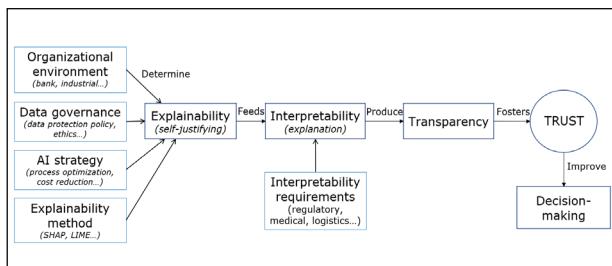 Organizational
environment
(bank, industrial...)
Determine
Data governance
(data protection policy,
ethics...)
AI strategy
(process optimization,
cost reduction...)
Explainability
method
(SHAP, LIME...)
Explainability
(self-justifying)
Feeds
Interpretability
(explanation)
Interpretability
requirements
(regulatory,
medical, logistics...)
Produce
Transparency
Fosters
TRUST
Improve
Decision-
making